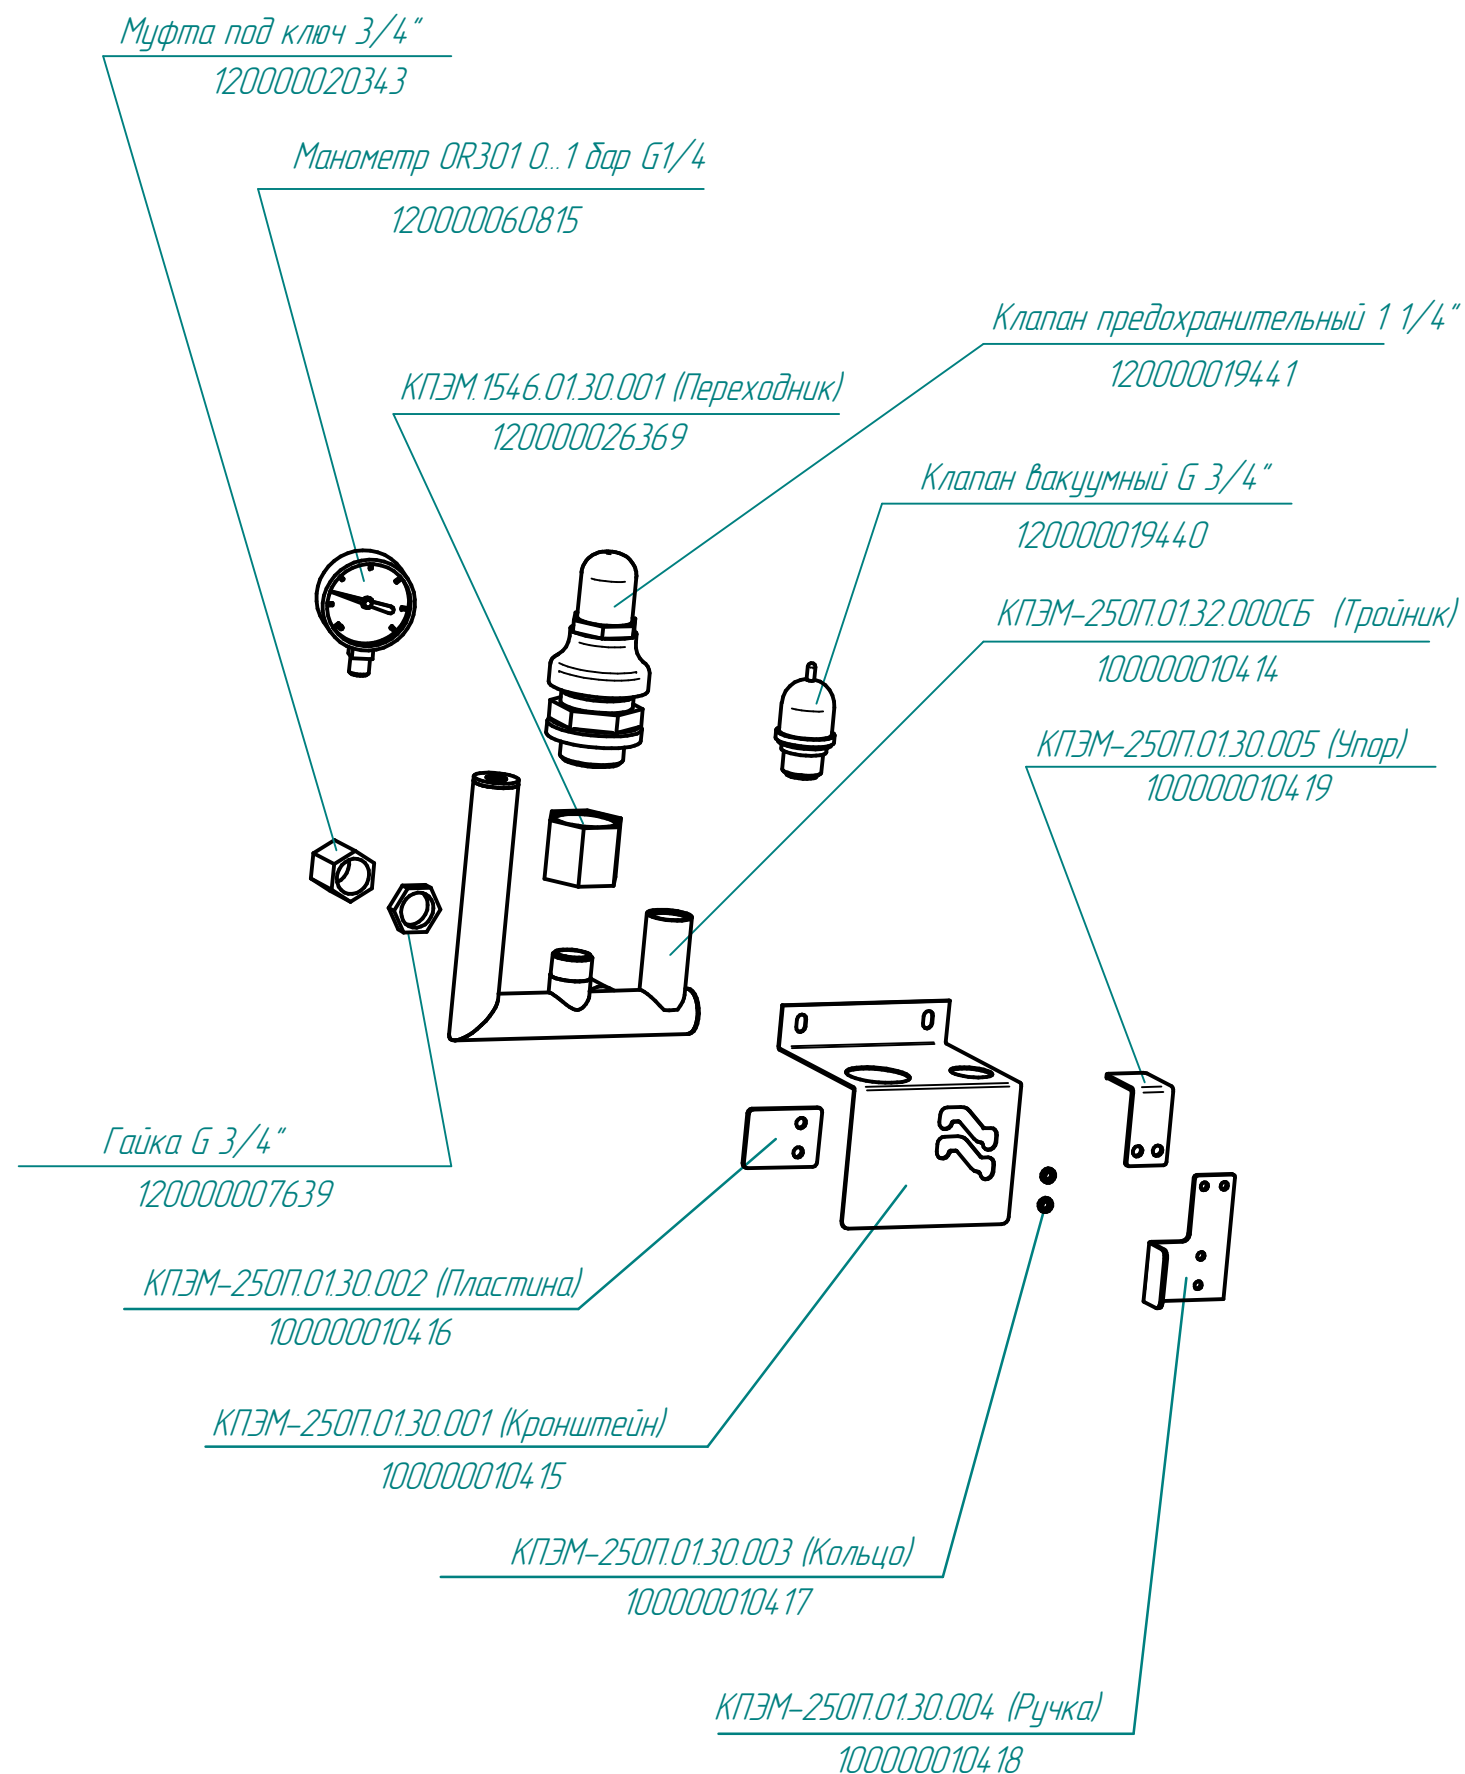 Муфта под ключ 3/4"
120000020343
Манометр OR301 0...1 бар G1/4
120000060815
Клапан предохранительный 1 1/4"
120000019441
КПЭМ.1546.01.30.001 (Переходник)
120000026369
Клапан вакуумный G 3/4"
120000019440
КПЭМ-250П.01.32.000СБ (Тройник)
100000010414
КПЭМ-250П.01.30.005 (Упор)
100000010419
Гайка G 3/4"
120000007639
КПЭМ-250П.01.30.002 (Пластина)
100000010416
КПЭМ-250П.01.30.001 (Кронштейн)
100000010415
КПЭМ-250П.01.30.003 (Кольцо)
100000010417
КПЭМ-250П.01.30.004 (Ручка)
100000010418